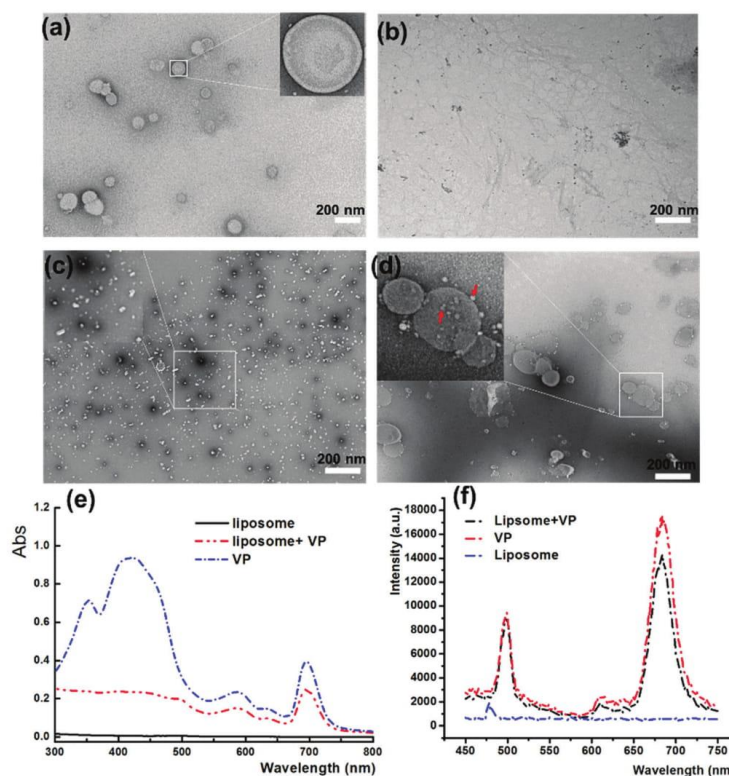 (a)
200 nm
(b)
200 nm
(c)
200 nm
(d)
200 nm
(e)
Abs
1.2
1.0
0.8
0.6
0.4
0.2
0.0
liposome
liposome+ VP
VP
300 400 500 600 700 800
Wavelength (nm)
(f)
Intensity (a.u.)
18000
16000
14000
12000
10000
8000
6000
4000
2000
0
Lipsome+VP
VP
Liposome
450 500 550 600 650 700 750
Wavelength (nm)